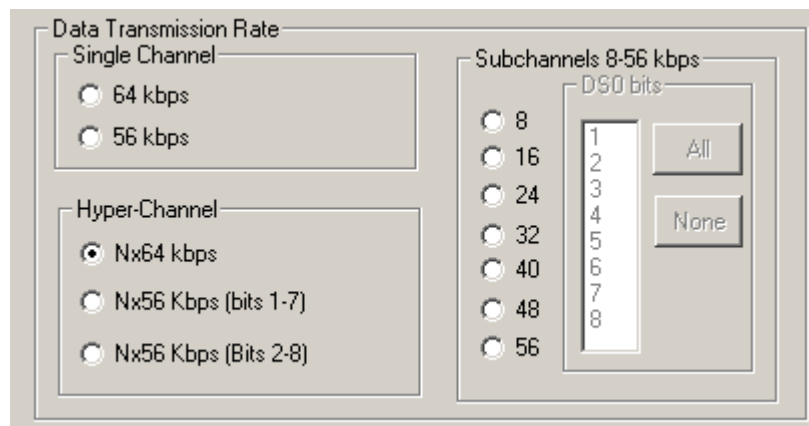 Data Transmission Rate
Single Channel
64 kbps
56 kbps
Hyper-Channel
Nx64 kbps
Nx56 Kbps (bits 1-7)
Nx56 Kbps (Bits 2-8)
Subchannels 8-56 kbps
8
16
24
32
40
48
56
DS0 bits
1
2
3
4
5
6
7
8
All
None